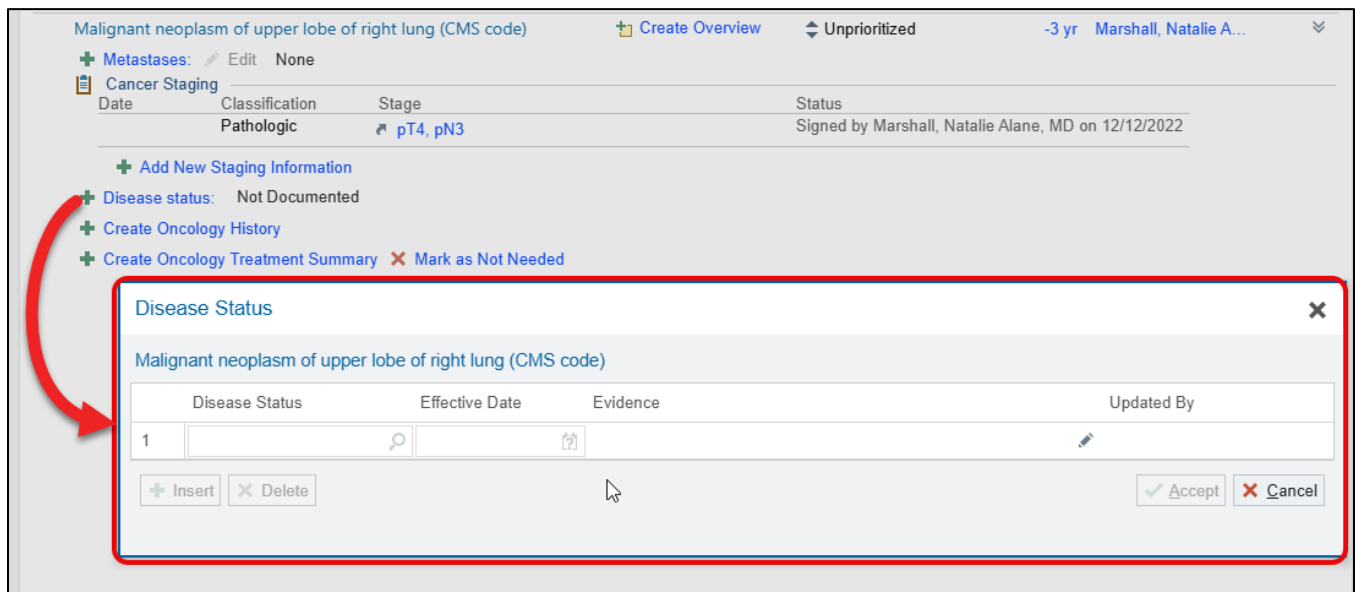 Malignant neoplasm of upper lobe of right lung (CMS code) Create Overview Unprioritized -3 yr Marshall, Natalie A...
Metastases: Edit None
Cancer Staging
Date Classification Stage Status
Pathologic pT4, pN3 Signed by Marshall, Natalie Alane, MD on 12/12/2022
Add New Staging Information
Disease status: Not Documented
Create Oncology History
Create Oncology Treatment Summary Mark as Not Needed
Disease Status
Malignant neoplasm of upper lobe of right lung (CMS code)
Disease Status Effective Date Evidence Updated By
1
Insert Delete Accept Cancel